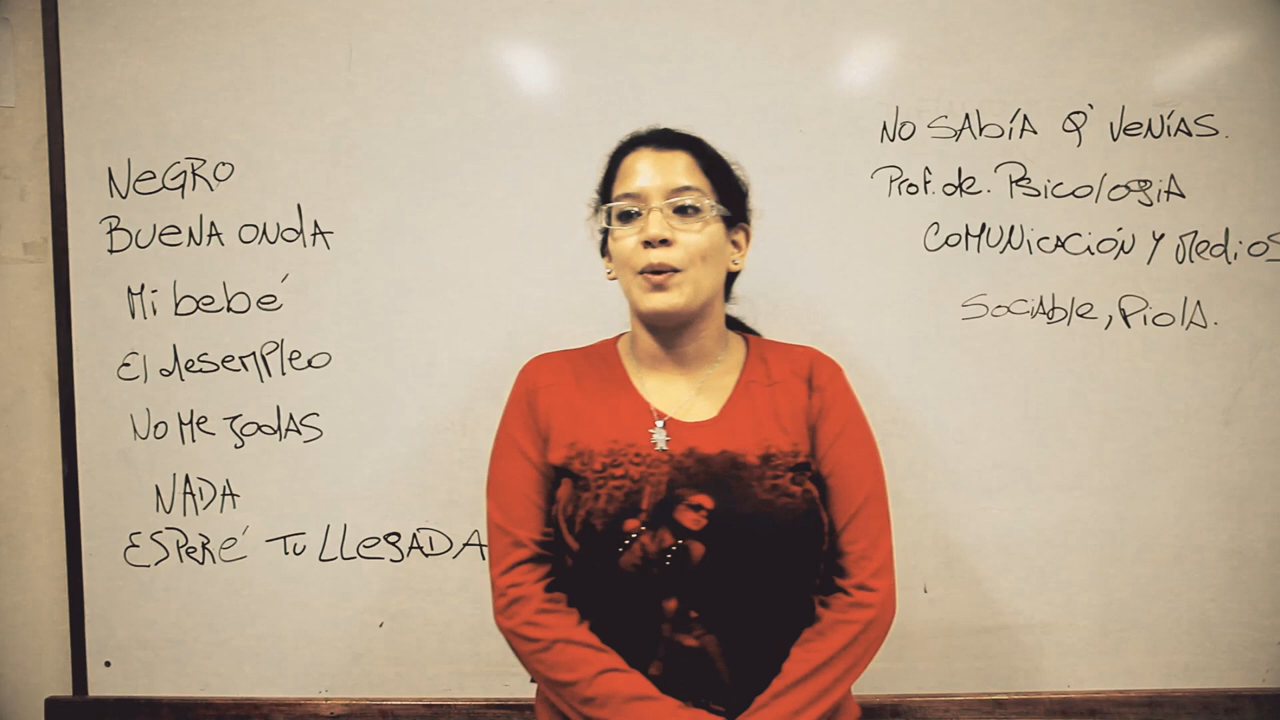 NeGRO
BUENA ONdA
Mi bebé
El desempleo
No Me JodAS
NADA
ESPERÉ TU LLEGADA
NO SAbÍA Q' VENÍAS.
Prof. de. PsicologiA
COMUNicACIÓN Y Medios
SociAble, PiolA.